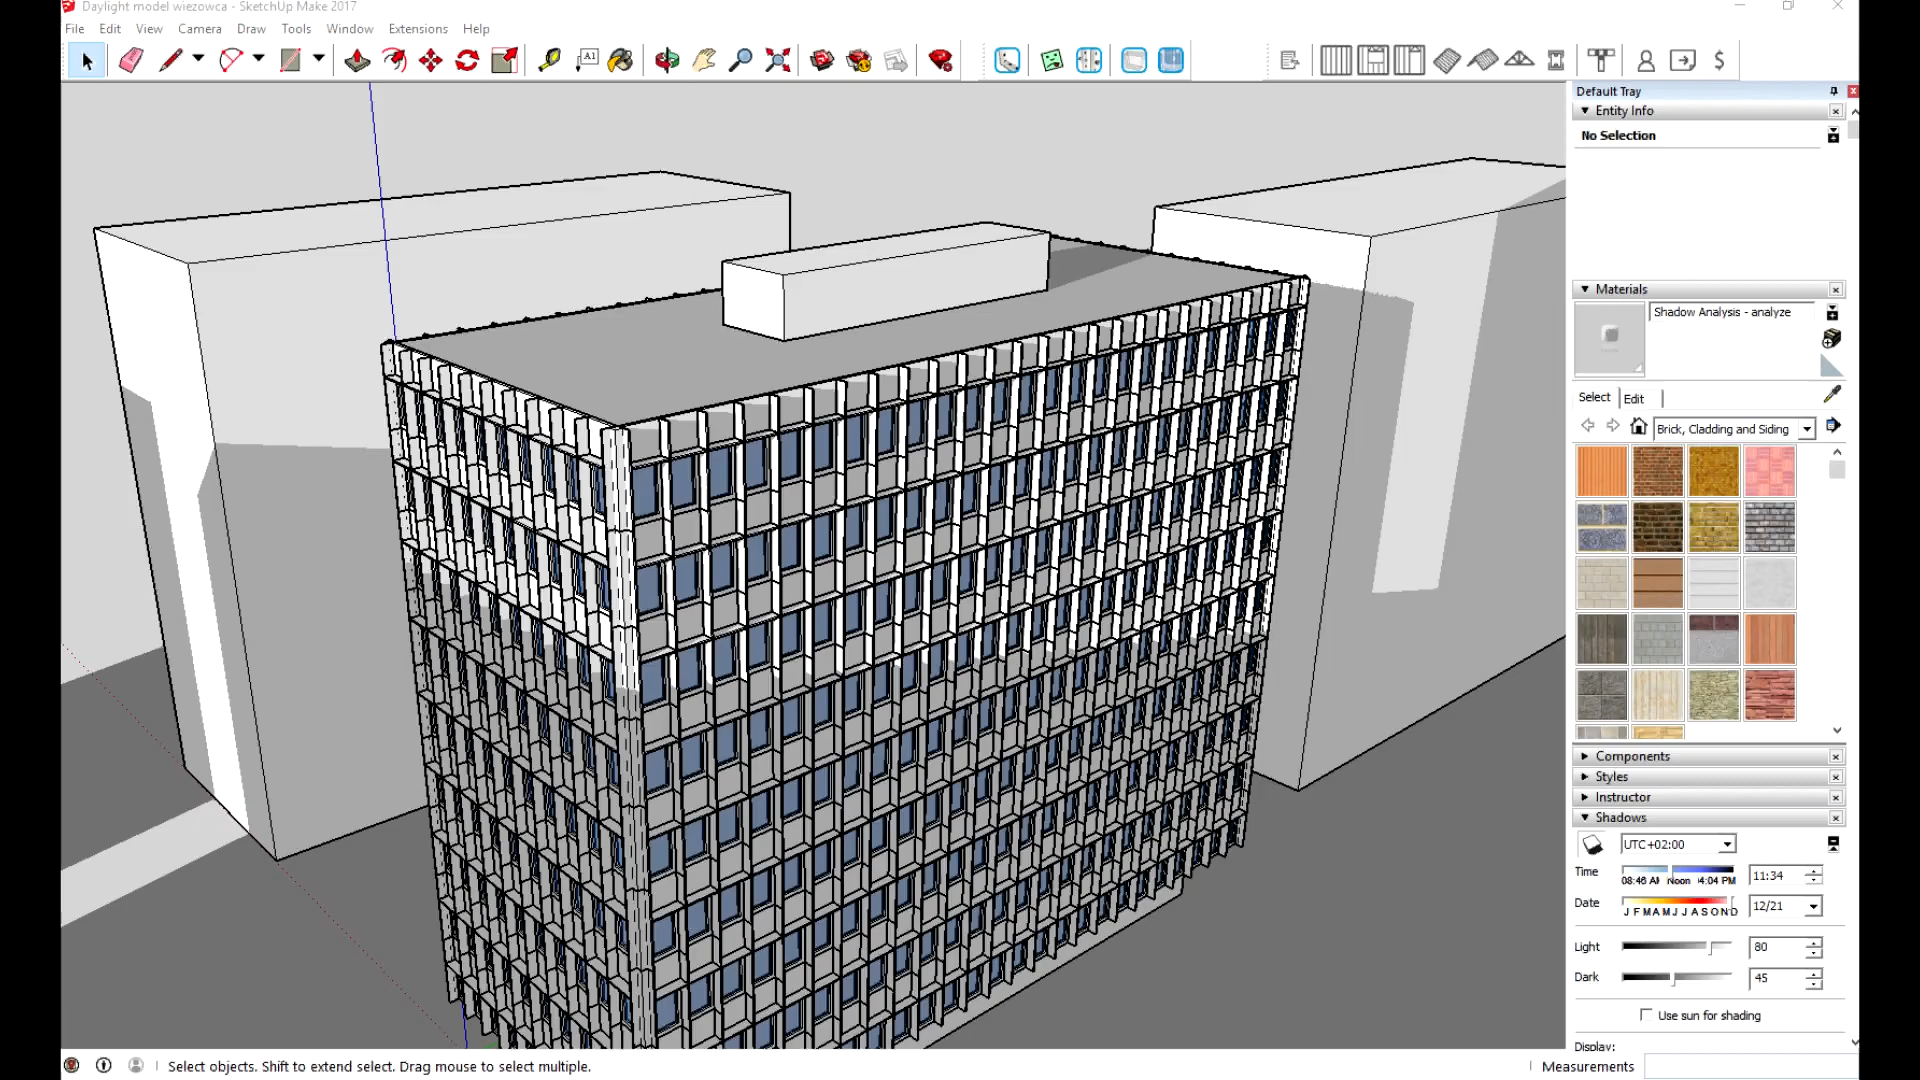 Daylight model wiezowca - SketchUp Make 2017
File Edit View Camera Draw Tools Window Extensions Help
A1
$
Default Tray
Entity Info
No Selection
Materials
Shadow Analysis - analyze
Select Edit
Brick, Cladding and Siding
Components
Styles
Instructor
Shadows
UTC+02:00
Time 11:34
08:46 AM Noon 4:04 PM
Date 12/21
J F M A M J J A S O N D
Light 80
Dark 45
Use sun for shading
Display:
Select objects. Shift to extend select. Drag mouse to select multiple.
Measurements